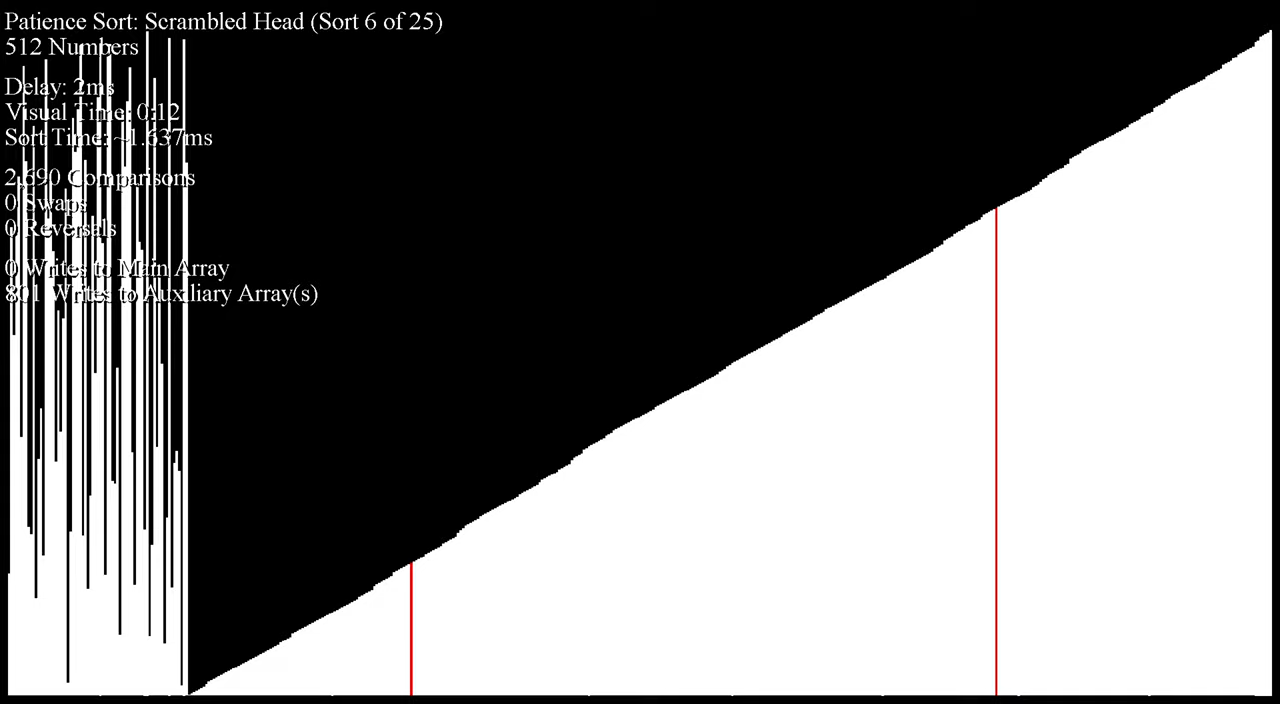 Patience Sort: Scrambled Head (Sort 6 of 25)
512 Numbers
Delay: 2ms
Visual Time: 0:12
Sort Time: ~1.637ms
2,690 Comparisons
0 Swaps
0 Reversals
0 Writes to Main Array
801 Writes to Auxiliary Array(s)